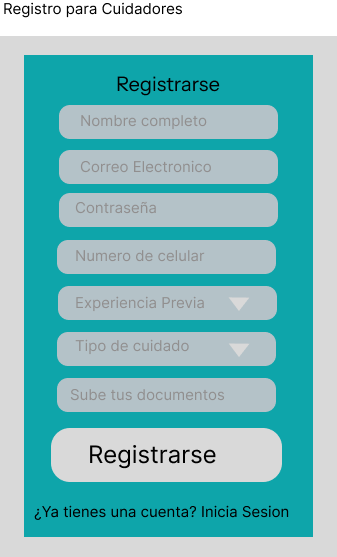 Registro para Cuidadores
Registrarse
Nombre completo
Correo Electronico
Contraseña
Numero de celular
Experiencia Previa
Tipo de cuidado
Sube tus documentos
Registrarse
¿Ya tienes una cuenta? Inicia Sesion